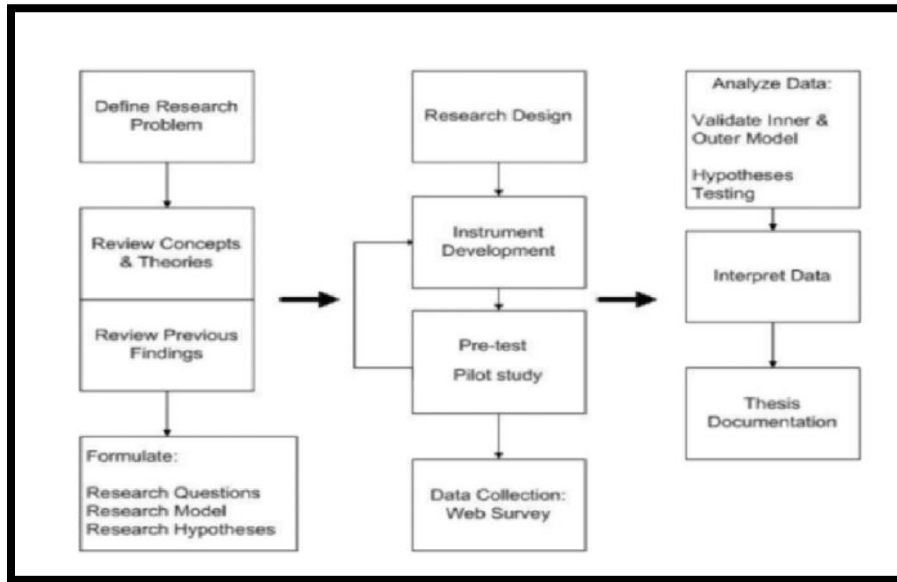 Define Research
Problem
Review Concepts
& Theories
Review Previous
Findings
Formulate:
Research Questions
Research Model
Research Hypotheses
Research Design
Instrument
Development
Pre-test
Pilot study
Data Collection:
Web Survey
Analyze Data:
Validate Inner &
Outer Model
Hypotheses
Testing
Interpret Data
Thesis
Documentation